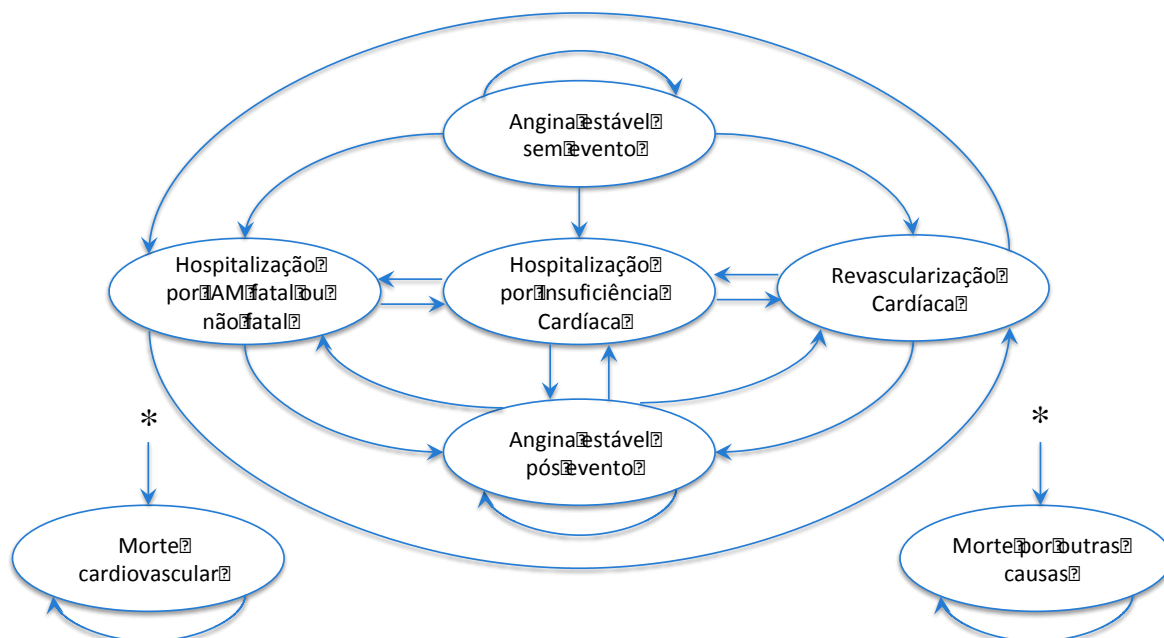 Angina estável
sem evento
Hospitalização
por IAM fatal ou
não fatal
Hospitalização
por Insuficiência
Cardíaca
Revascularização
Cardíaca
Angina estável
pós evento
*
*
Morte
cardiovascular
Morte por outras
causas